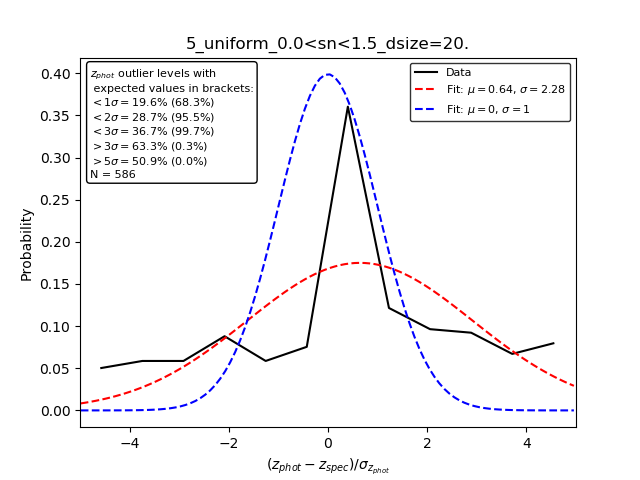 5_uniform_0.0<sn<1.5_dsize=20.
z_phot outlier levels with
expected values in brackets:
<1σ=19.6% (68.3%)
<2σ=28.7% (95.5%)
<3σ=36.7% (99.7%)
>3σ=63.3% (0.3%)
>5σ=50.9% (0.0%)
N = 586
Data
Fit: μ=0.64, σ=2.28
Fit: μ=0, σ=1
0.40
0.35
0.30
0.25
0.20
0.15
0.10
0.05
0.00
Probability
−4 −2 0 2 4
(z_phot − z_spec)/σ_z_phot